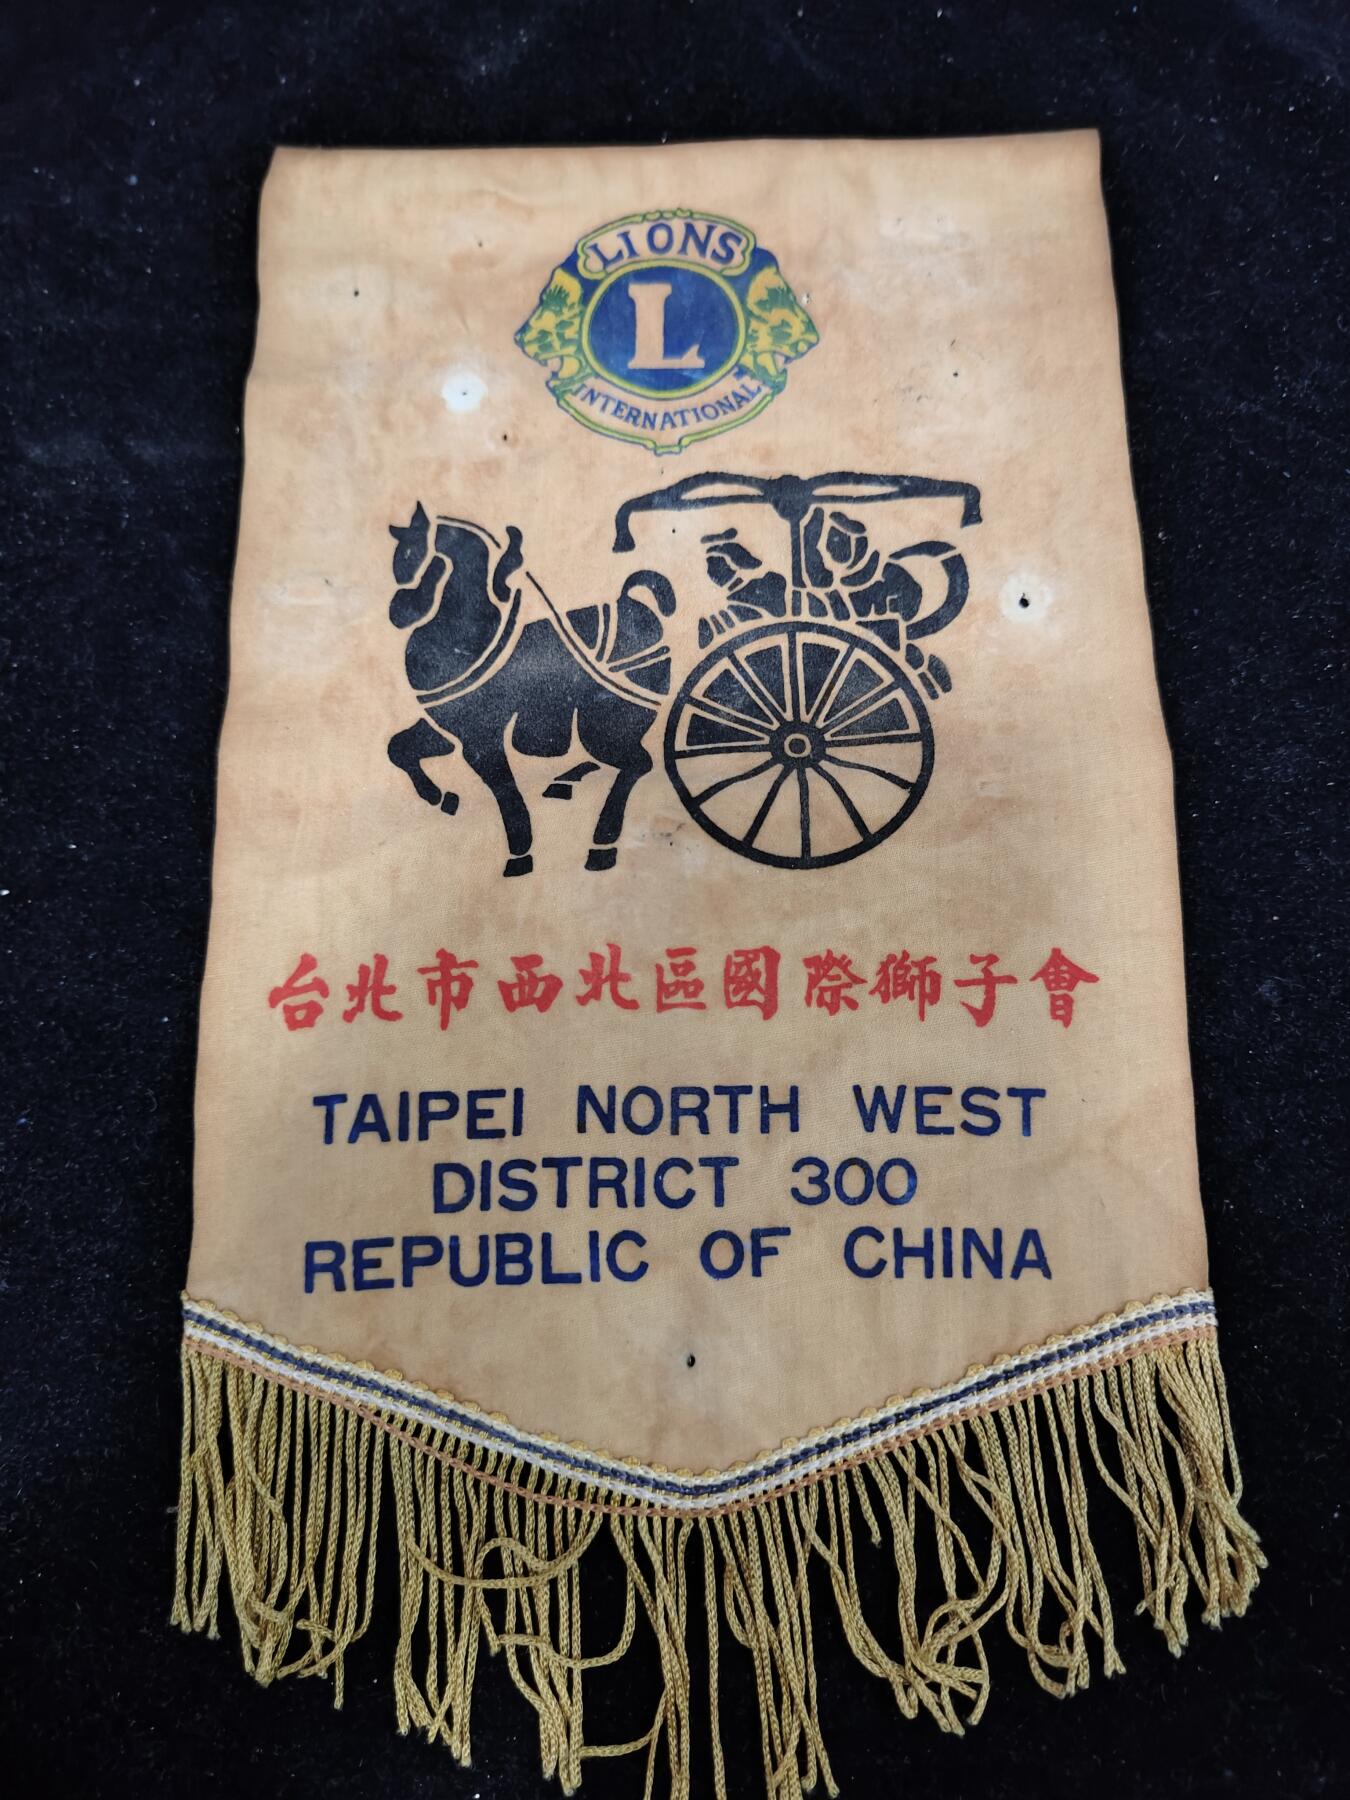 LIONS
L
INTERNATIONAL
台北市西北區國際獅子會
TAIPEI NORTH WEST
DISTRICT 300
REPUBLIC OF CHINA